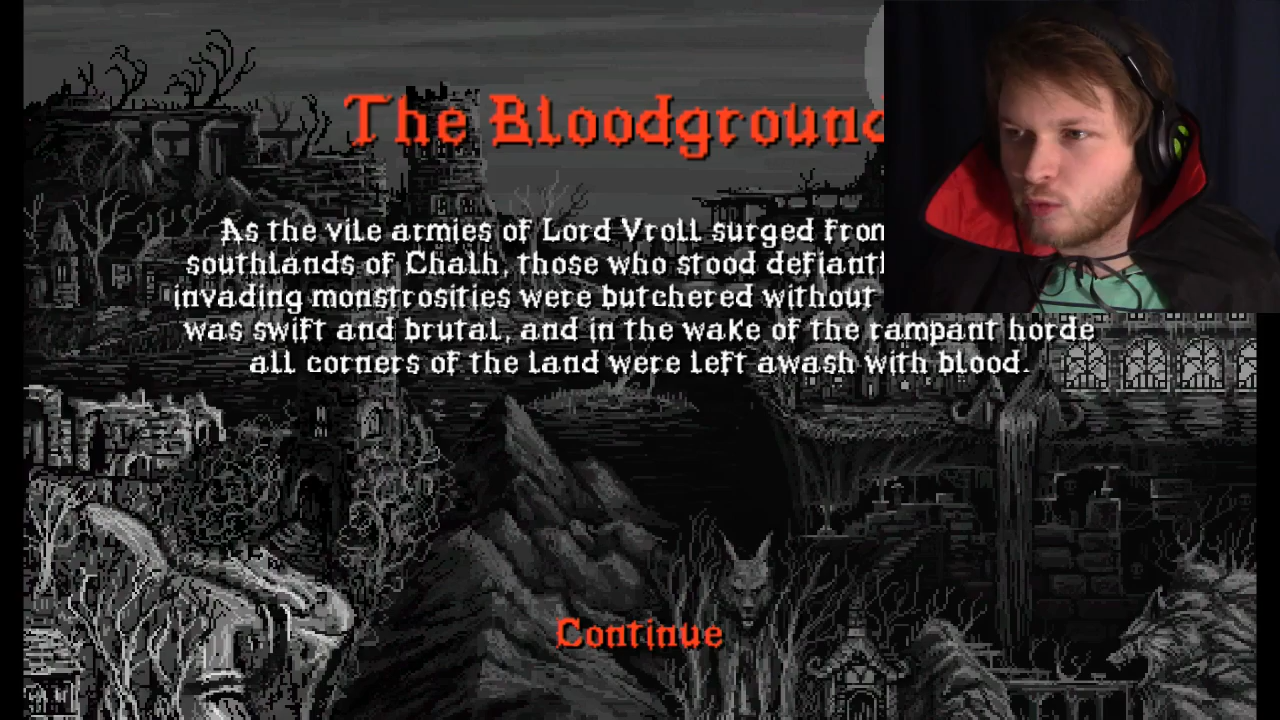 The Bloodground
As the vile armies of Lord Vroll surged from
southlands of Chalh, those who stood
invading monstrosities were butchered without
was swift and brutal, and in the wake of the rampant horde
all corners of the land were left awash with blood.
Continue